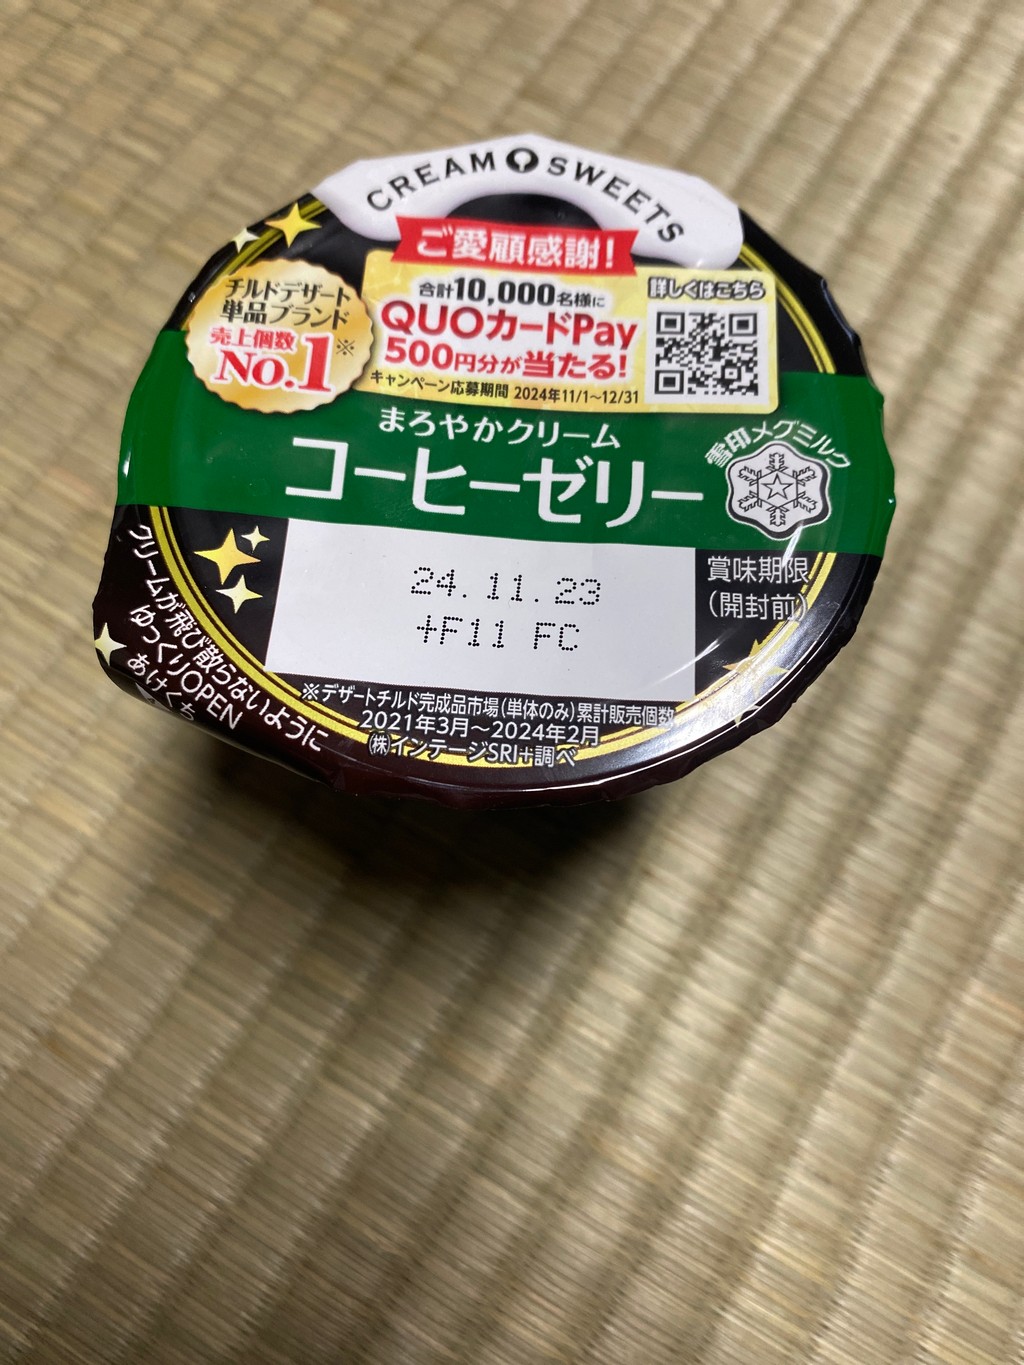 CREAM SWEETS
ご愛顧感謝!
チルドデザート
単品ブランド
売上個数
No.1※
合計10,000名様に
QUOカードPay
500円分が当たる!
キャンペーン応募期間 2024年11/1~12/31
詳しくはこちら
まろやかクリーム
コーヒーゼリー
雪印メグミルク
24.11.23
+F11 FC
賞味期限
(開封前)
※デザートチルド完成品市場(単体のみ)累計販売個数
2021年3月~2024年2月
㈱インテージSRI+調べ
クリームが飛び散らないように
ゆっくりOPEN
あけくち